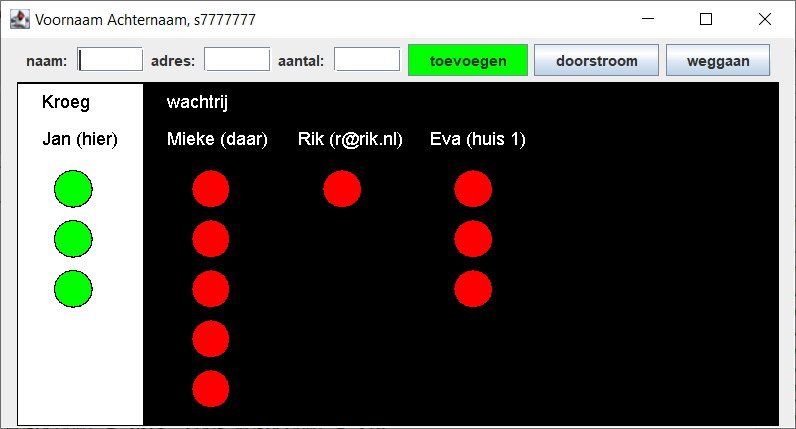 Voornaam Achternaam, s7777777
naam: adres: aantal: toevoegen doorstroom weggaan
Kroeg wachtrij
Jan (hier) Mieke (daar) Rik (r@rik.nl) Eva (huis 1)